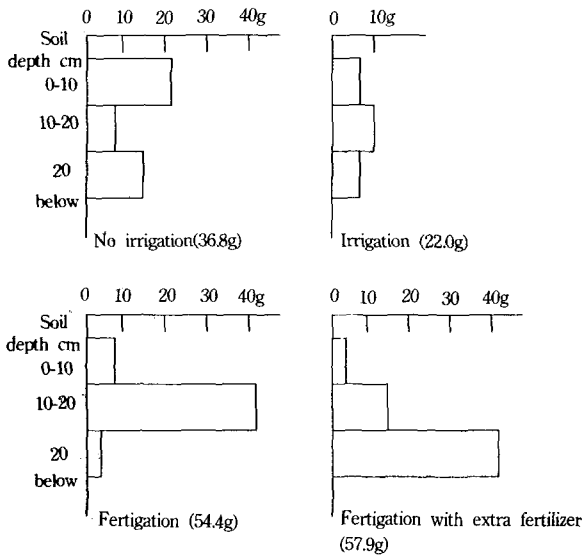 0 10 20 30 40g
Soil
depth cm
0-10
10-20
20
below
No irrigation(36.8g)
0 10g
Irrigation (22.0g)
0 10 20 30 40g
Soil
depth cm
0-10
10-20
20
below
Fertigation (54.4g)
0 10 20 30 40g
Fertigation with extra fertilizer
(57.9g)